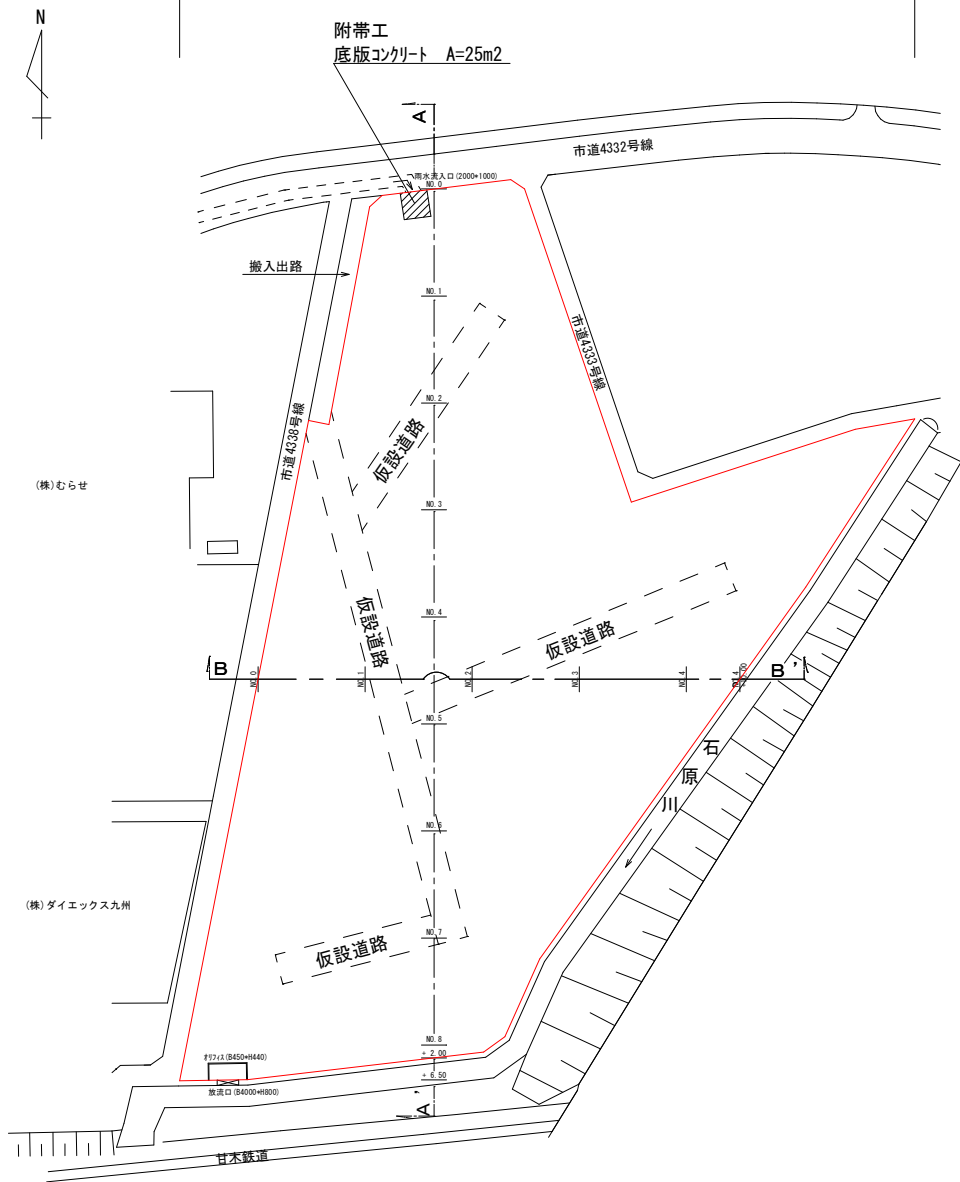 N
附帯工
底版コンクリート A=25m2
A
市道4332号線
雨水流入口(2000*1000)
NO.0
搬入出路
NO.1
市道4333号線
NO.2
仮設道路
市道4338号線
(株)むらせ
NO.3
仮設道路
NO.4
仮設道路
B
NO.0
NO.1
NO.2
NO.3
NO.4
NO.4
B'
NO.5
石原川
NO.6
(株)ダイエックス九州
NO.7
仮設道路
NO.8
+ 2.00
オリフィス(B450*H440)
+ 6.50
放流口(B4000*H800)
A'
甘木鉄道